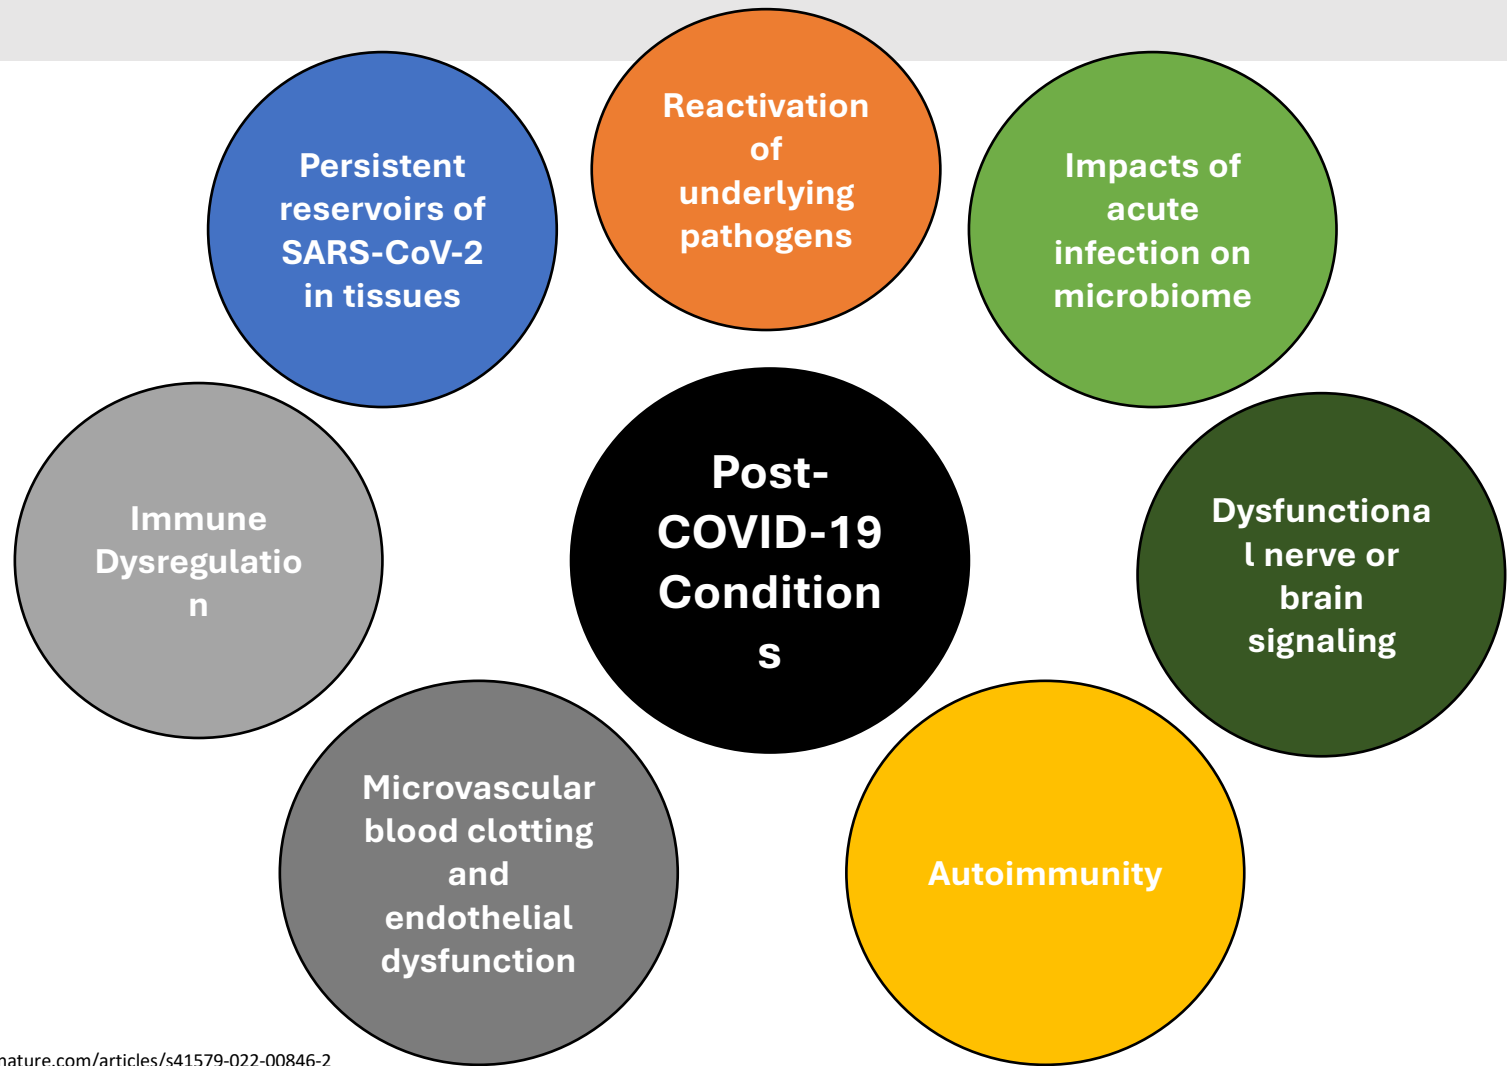 Reactivation
of
underlying
pathogens
Persistent
reservoirs of
SARS-CoV-2
in tissues
Impacts of
acute
infection on
microbiome
Post-
COVID-19
Condition
s
Immune
Dysregulatio
n
Dysfunctiona
l nerve or
brain
signaling
Microvascular
blood clotting
and
endothelial
dysfunction
Autoimmunity
nature.com/articles/s41579-022-00846-2